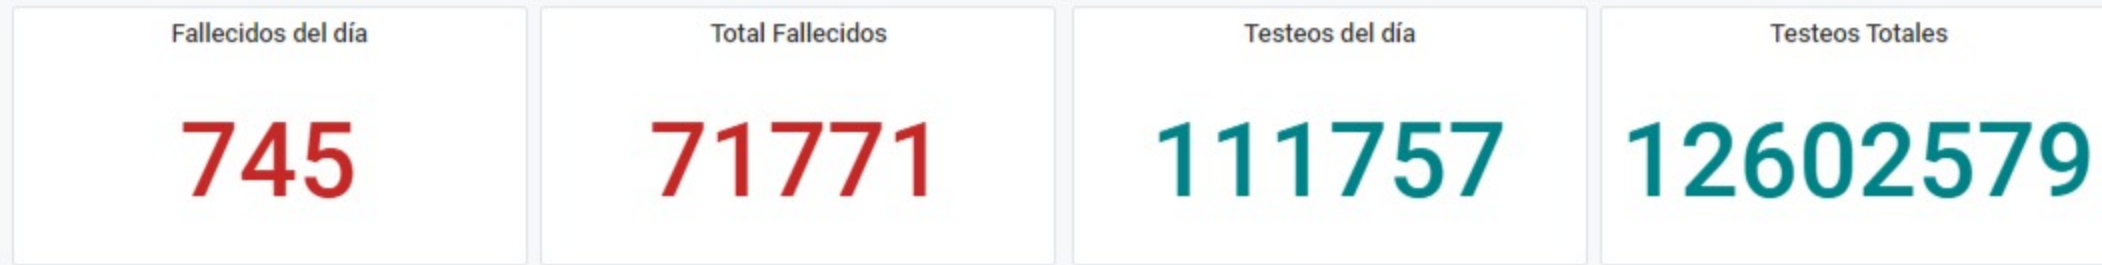 Fallecidos del día
745
Total Fallecidos
71771
Testeos del día
111757
Testeos Totales
12602579